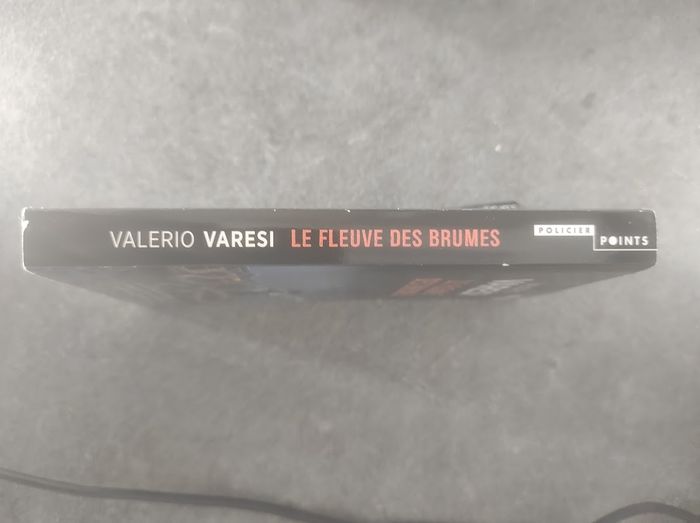 VALERIO VARESI LE FLEUVE DES BRUMES POLICIER POINTS